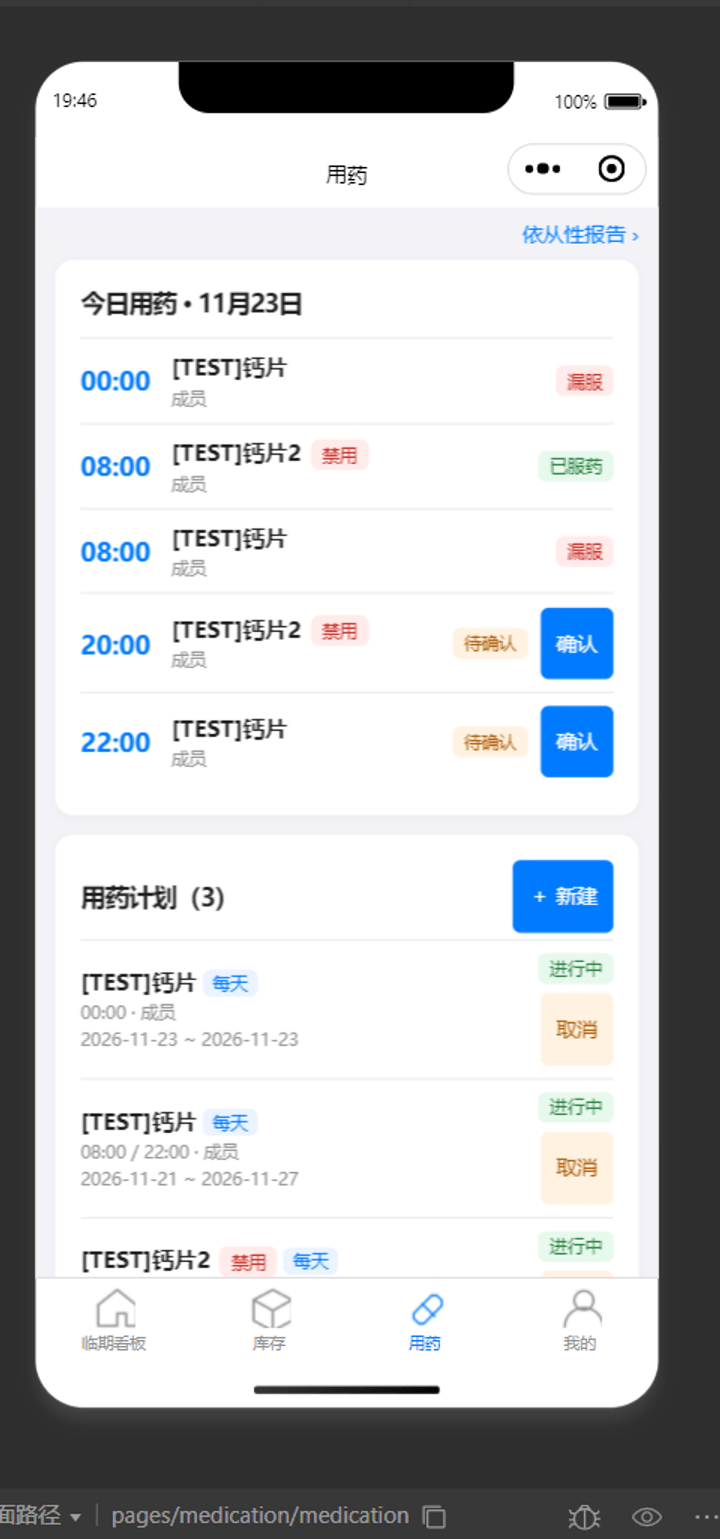 19:46
100%
用药
依从性报告 ›
今日用药 • 11月23日
00:00 [TEST]钙片 漏服
成员
08:00 [TEST]钙片2 禁用 已服药
成员
08:00 [TEST]钙片 漏服
成员
20:00 [TEST]钙片2 禁用 待确认 确认
成员
22:00 [TEST]钙片 待确认 确认
成员
用药计划（3） + 新建
[TEST]钙片 每天 进行中
00:00 · 成员
2026-11-23 ~ 2026-11-23 取消
[TEST]钙片 每天 进行中
08:00 / 22:00 · 成员
2026-11-21 ~ 2026-11-27 取消
[TEST]钙片2 禁用 每天 进行中
临期看板 库存 用药 我的
面路径 pages/medication/medication